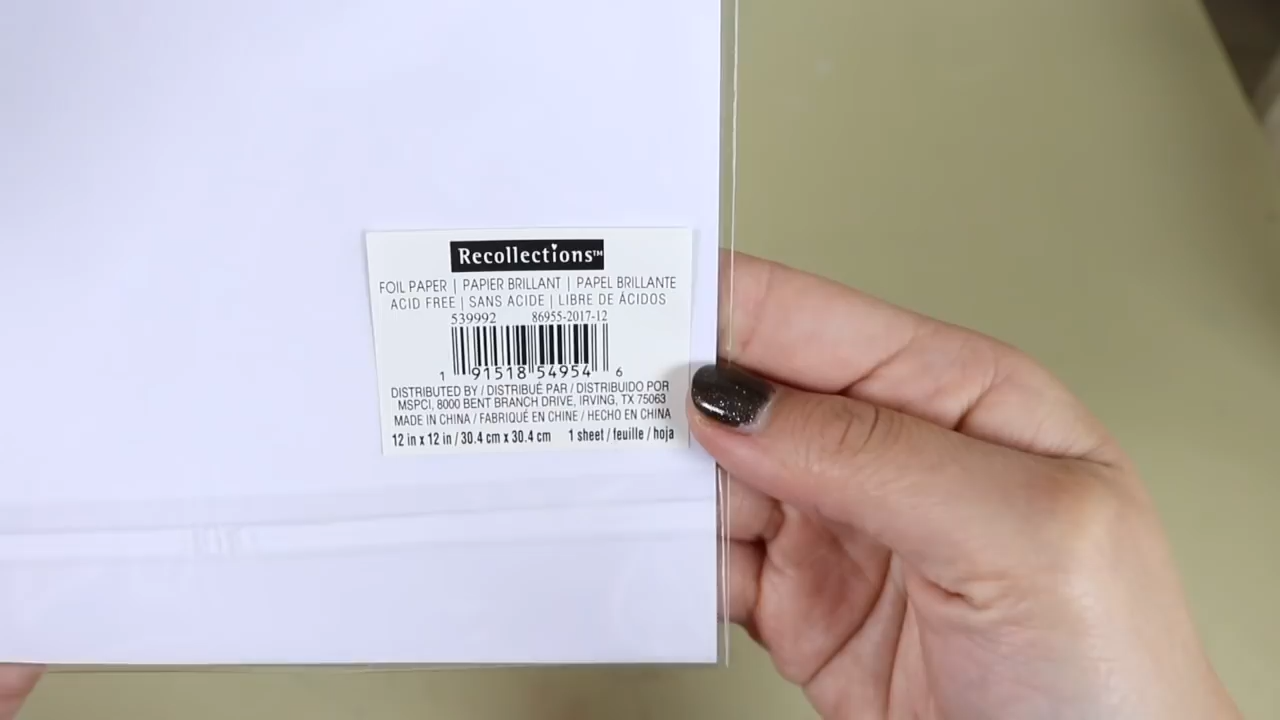 Recollections™
FOIL PAPER | PAPIER BRILLANT | PAPEL BRILLANTE
ACID FREE | SANS ACIDE | LIBRE DE ÁCIDOS
539992 86955-2017-12
1 91518 54954 6
DISTRIBUTED BY / DISTRIBUÉ PAR / DISTRIBUIDO POR
MSPCI, 8000 BENT BRANCH DRIVE, IRVING, TX 75063
MADE IN CHINA / FABRIQUÉ EN CHINE / HECHO EN CHINA
12 in x 12 in / 30.4 cm x 30.4 cm 1 sheet / feuille / hoja